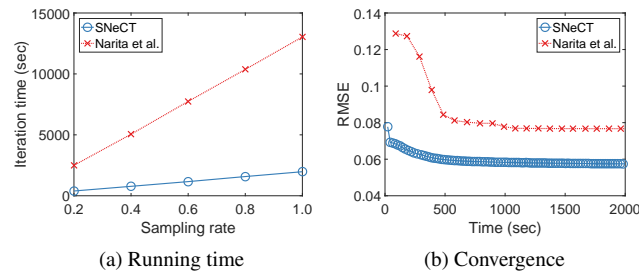 SNeCT
Narita et al.
Iteration time (sec)
15000
10000
5000
0
0.2 0.4 0.6 0.8 1.0
Sampling rate
(a) Running time
SNeCT
Narita et al.
RMSE
0.14
0.12
0.1
0.08
0.06
0.04
0 500 1000 1500 2000
Time (sec)
(b) Convergence